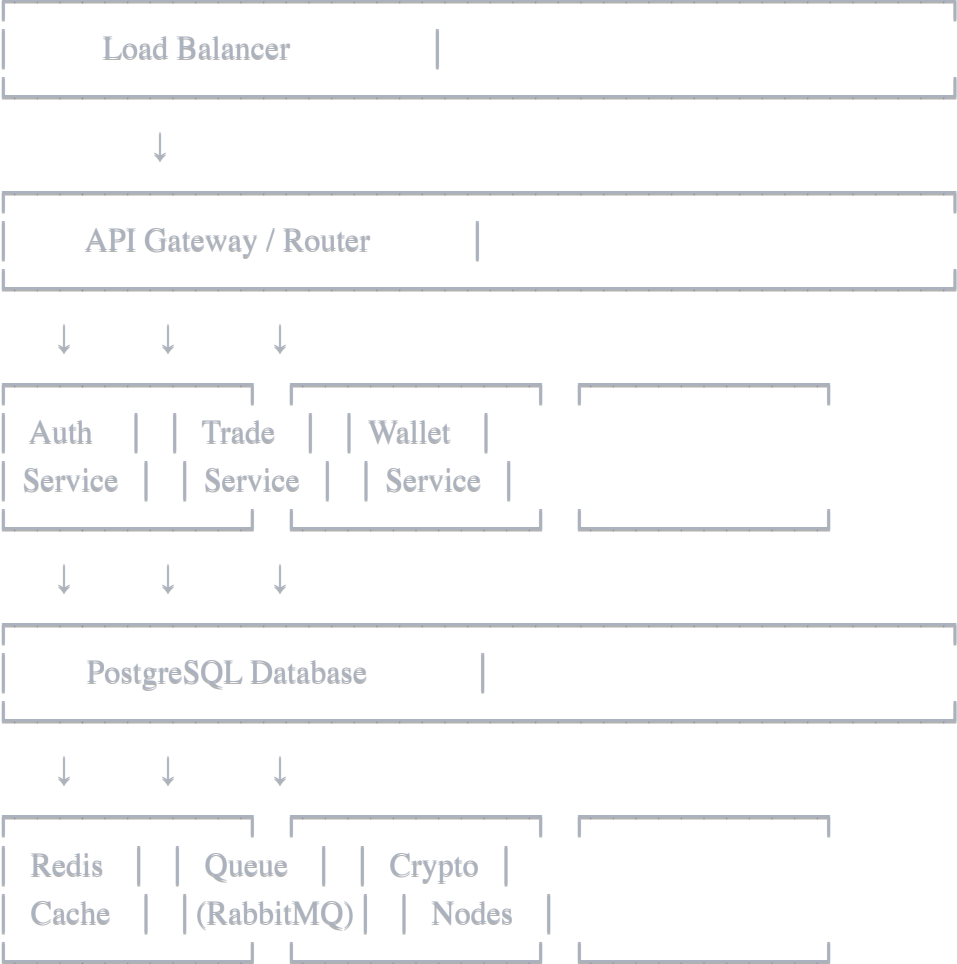 Load Balancer
↓
API Gateway / Router
↓ ↓ ↓
Auth │ │ Trade │ │ Wallet │
│ Service │ │ Service │ │ Service │
↓ ↓ ↓
PostgreSQL Database
↓ ↓ ↓
│ Redis │ │ Queue │ │ Crypto │
│ Cache │ │(RabbitMQ)│ │ Nodes │